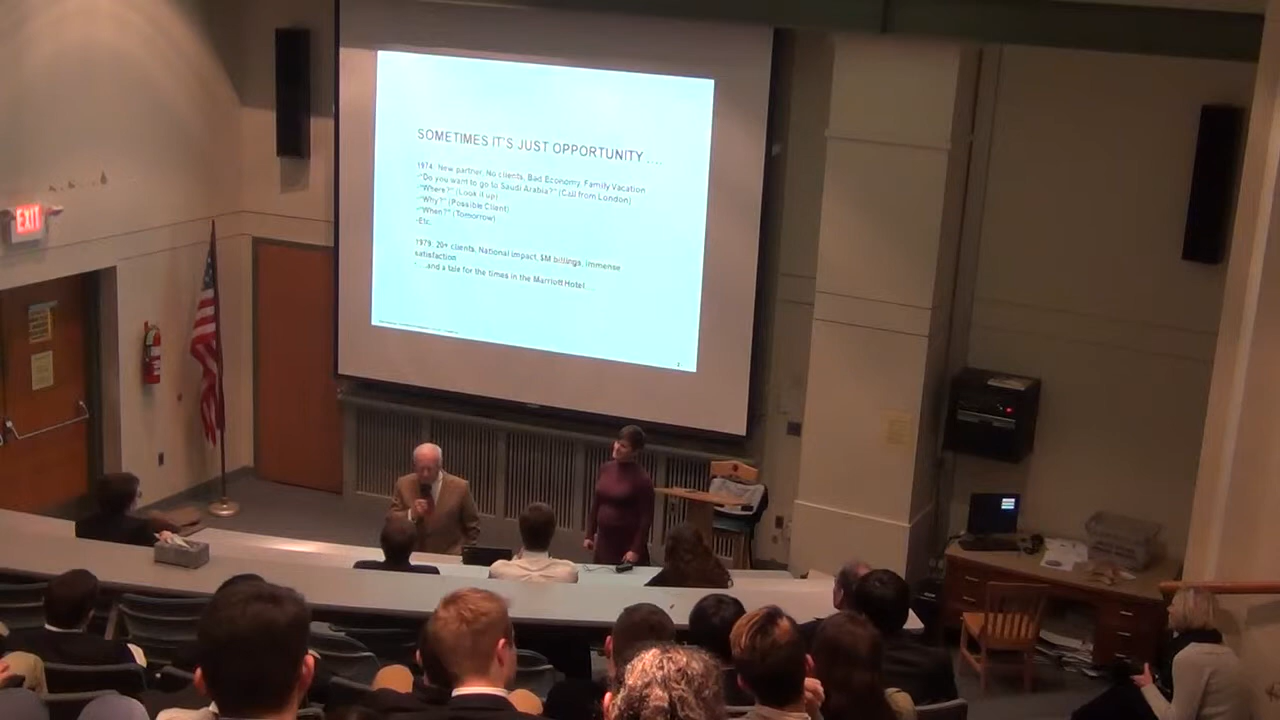 SOMETIMES IT'S JUST OPPORTUNITY ....
1974: New partner, No clients, Bad Economy, Family Vacation
-"Do you want to go to Saudi Arabia?" (Call from London)
-"Where?" (Look it up)
-"Why?" (Possible Client)
-"When?" (Tomorrow)
-Etc.
1979: 20+ clients, National Impact, $M billings, Immense
satisfaction
...and a tale for the times in the Marriott Hotel....
EXIT